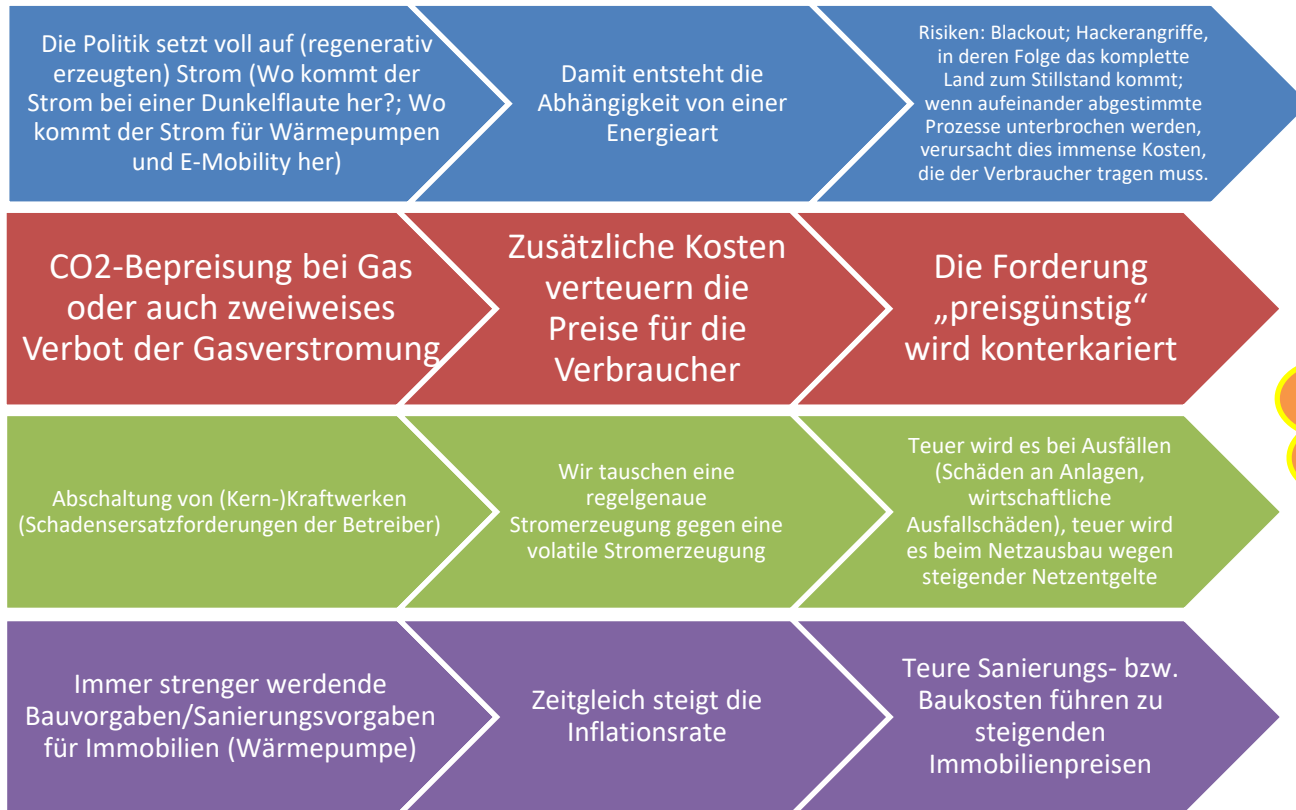 Die Politik setzt voll auf (regenerativ
erzeugten) Strom (Wo kommt der
Strom bei einer Dunkelflaute her?; Wo
kommt der Strom für Wärmepumpen
und E-Mobility her)
Damit entsteht die
Abhängigkeit von einer
Energieart
Risiken: Blackout; Hackerangriffe,
in deren Folge das komplette
Land zum Stillstand kommt;
wenn aufeinander abgestimmte
Prozesse unterbrochen werden,
verursacht dies immense Kosten,
die der Verbraucher tragen muss.
CO2-Bepreisung bei Gas
oder auch zweiweises
Verbot der Gasverstromung
Zusätzliche Kosten
verteuern die
Preise für die
Verbraucher
Die Forderung
„preisgünstig“
wird konterkariert
Abschaltung von (Kern-)Kraftwerken
(Schadensersatzforderungen der Betreiber)
Wir tauschen eine
regelgenaue
Stromerzeugung gegen eine
volatile Stromerzeugung
Teuer wird es bei Ausfällen
(Schäden an Anlagen,
wirtschaftliche
Ausfallschäden), teuer wird
es beim Netzausbau wegen
steigender Netzentgelte
Immer strenger werdende
Bauvorgaben/Sanierungsvorgaben
für Immobilien (Wärmepumpe)
Zeitgleich steigt die
Inflationsrate
Teure Sanierungs- bzw.
Baukosten führen zu
steigenden
Immobilienpreisen